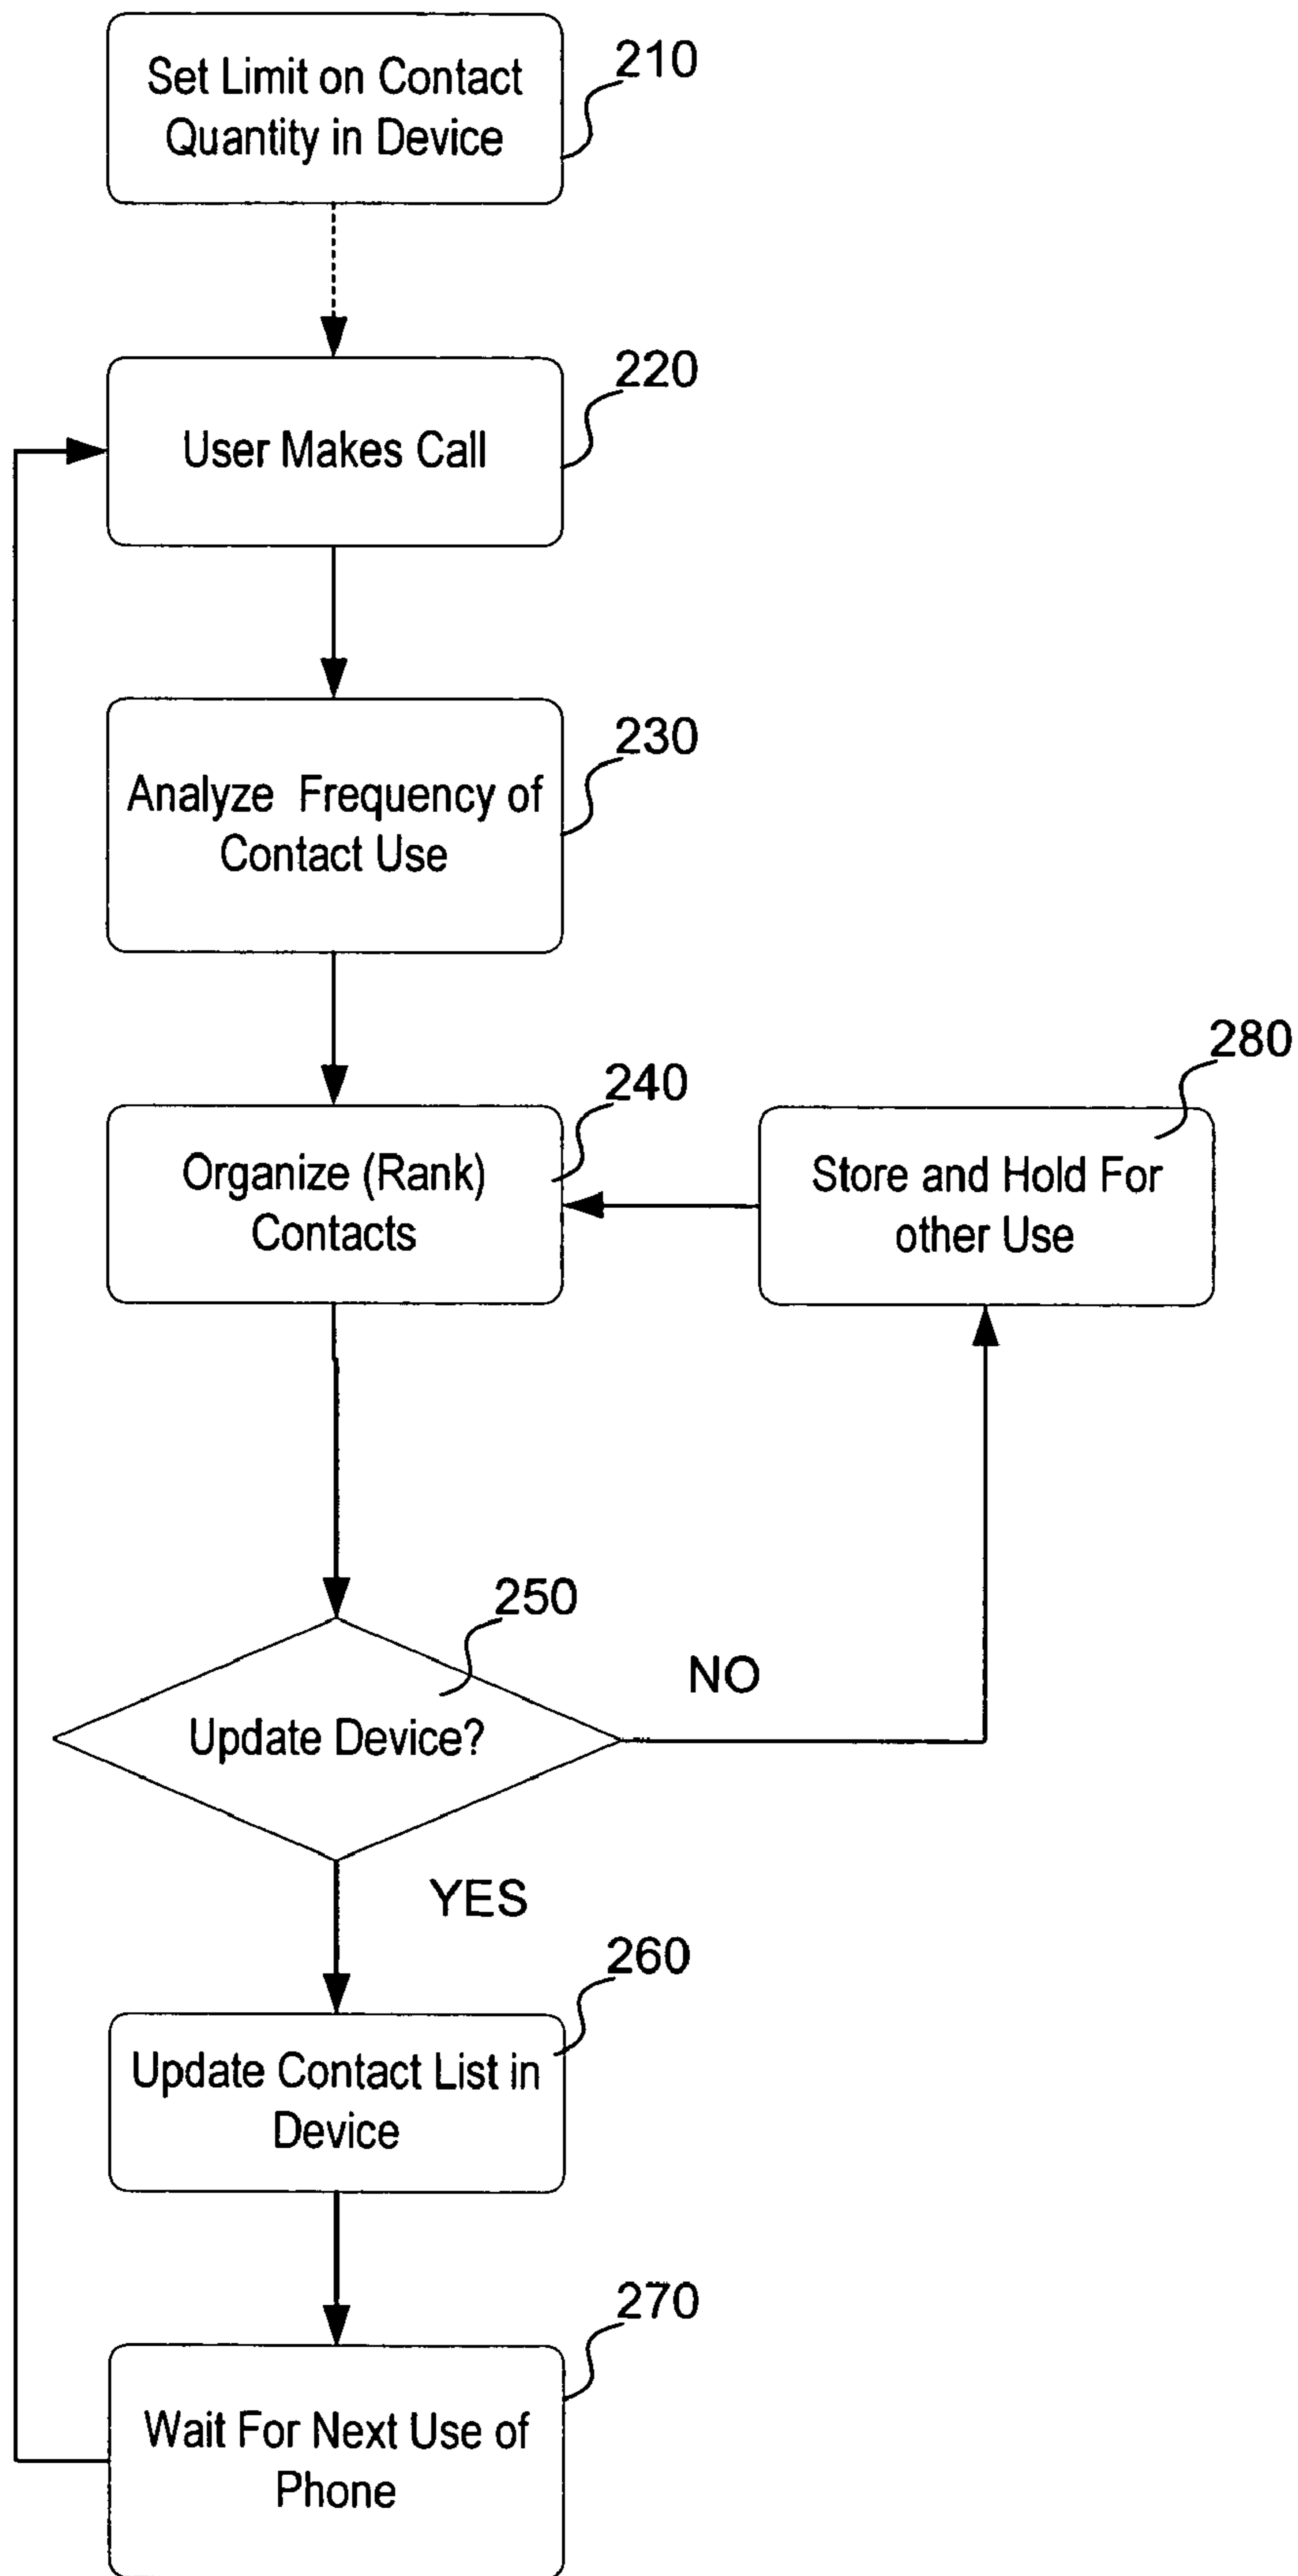 Set Limit on Contact
Quantity in Device
210
User Makes Call
220
Analyze Frequency of
Contact Use
230
Organize (Rank)
Contacts
240
Store and Hold For
other Use
280
Update Device?
250
NO
YES
Update Contact List in
Device
260
Wait For Next Use of
Phone
270